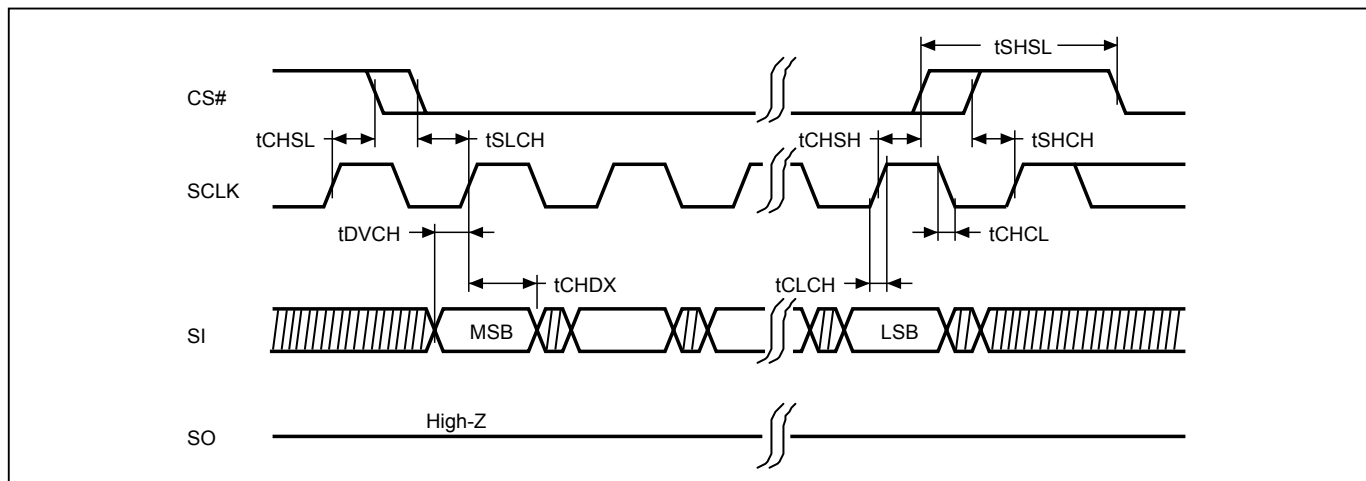 tSHSL
CS#
tCHSL
tSLCH
tCHSH
tSHCH
SCLK
tDVCH
tCHCL
tCHDX
tCLCH
SI
MSB
LSB
High-Z
SO